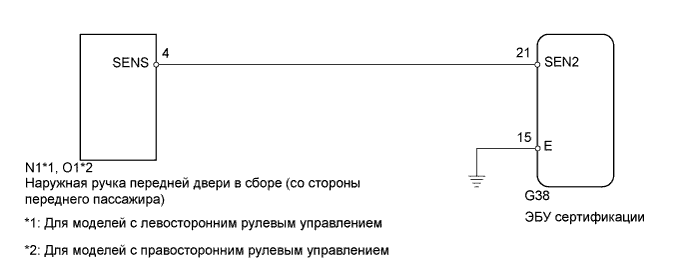 4
21
SENS
SEN2
15
E
N1*1, O1*2
Наружная ручка передней двери в сборе (со стороны
переднего пассажира)
G38
ЭБУ сертификации
*1: Для моделей с левосторонним рулевым управлением
*2: Для моделей с правосторонним рулевым управлением